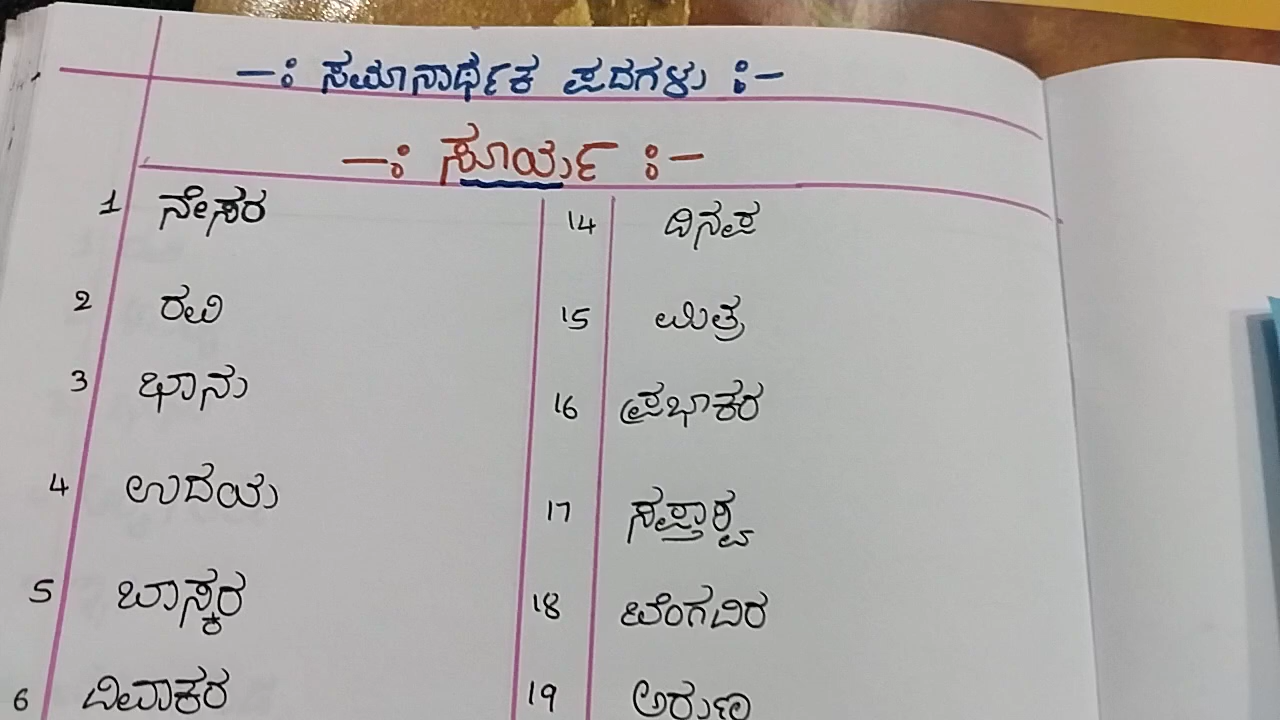 -: ಸಮಾನಾರ್ಥಕ ಪದಗಳು :-
-: ಸೂರ್ಯ :-
1 ನೇಸರ
2 ರವಿ
3 ಭಾನು
4 ಉದಯ
5 ಬಾಸ್ಕರ
6 ದಿವಾಕರ
14 ದಿನಪ
15 ಮಿತ್ರ
16 ಪ್ರಭಾಕರ
17 ಸಪ್ತಾಶ್ವ
18
19 ಅರುಣ